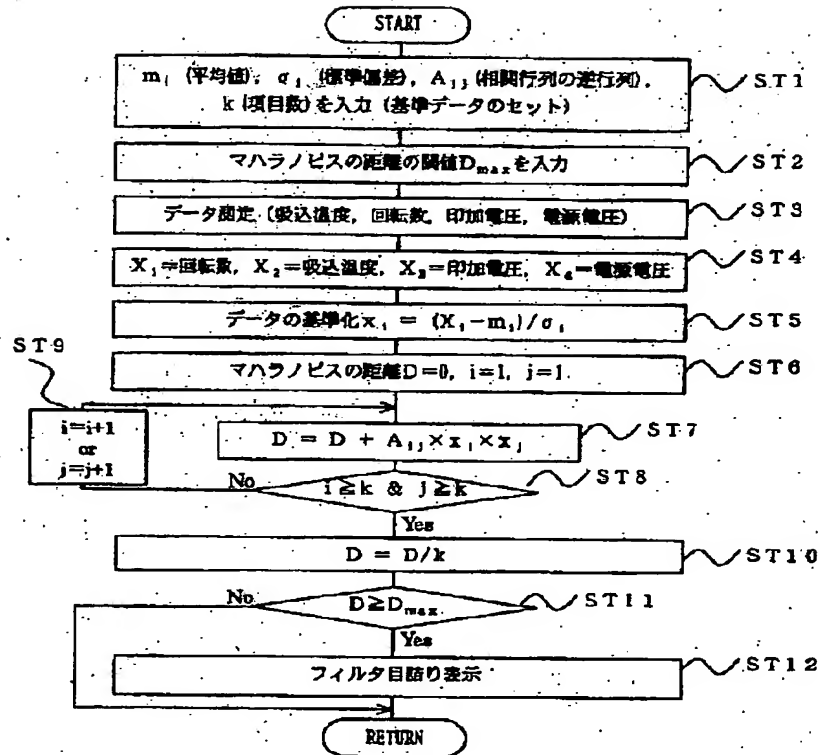 START
m_i (平均値), σ_i (標準偏差), A_ij (相関行列の逆行列),
k (項目数) を入力 (基準データのセット)
ST1
マハラノビスの距離の閾値D_maxを入力
ST2
データ測定 (吸込温度, 回転数, 印加電圧, 電源電圧)
ST3
X_1=回転数, X_2=吸込温度, X_3=印加電圧, X_4=電源電圧
ST4
データの基準化x_i = (X_i-m_i)/σ_i
ST5
マハラノビスの距離D=0, i=1, j=1
ST6
ST9
i=i+1
or
j=j+1
D = D + A_ij×x_i×x_j
ST7
No
i≧k & j≧k
ST8
Yes
D = D/k
ST10
No
D≧D_max
ST11
Yes
フィルタ目詰り表示
ST12
RETURN